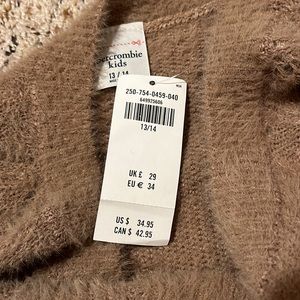 abercrombie
kids
13 / 14
250-754-0459-040
649925606
13/14
UK £ 29
EU € 34
US $ 34.95
CAN $ 42.95